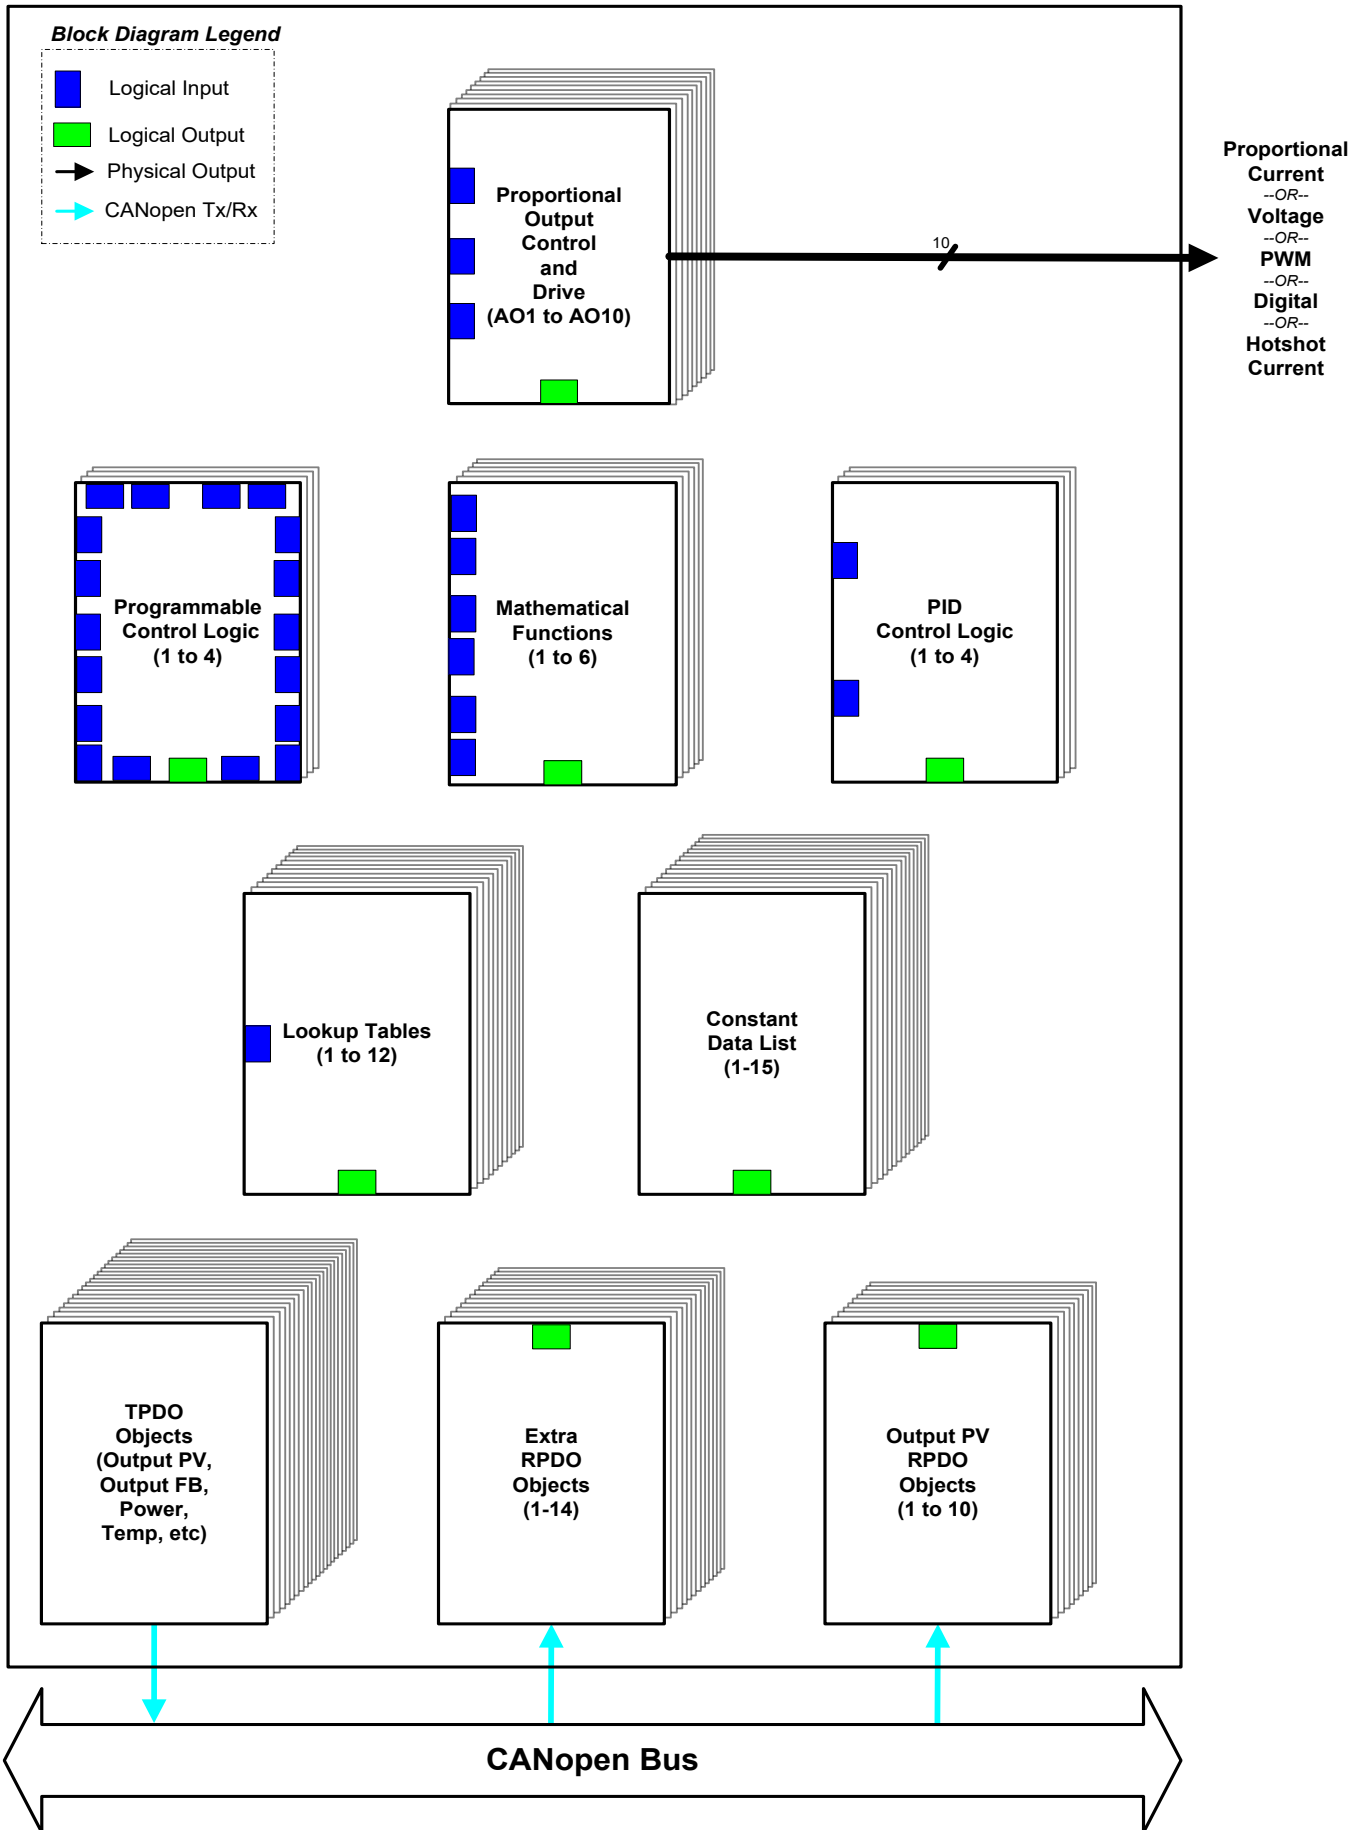 Block Diagram Legend
Logical Input
Logical Output
Physical Output
CANopen Tx/Rx
Proportional
Output
Control
and
Drive
(AO1 to AO10)
10
Proportional
Current
--OR--
Voltage
--OR--
PWM
--OR--
Digital
--OR--
Hotshot
Current
Programmable
Control Logic
(1 to 4)
Mathematical
Functions
(1 to 6)
PID
Control Logic
(1 to 4)
Lookup Tables
(1 to 12)
Constant
Data List
(1-15)
TPDO
Objects
(Output PV,
Output FB,
Power,
Temp, etc)
Extra
RPDO
Objects
(1-14)
Output PV
RPDO
Objects
(1 to 10)
CANopen Bus